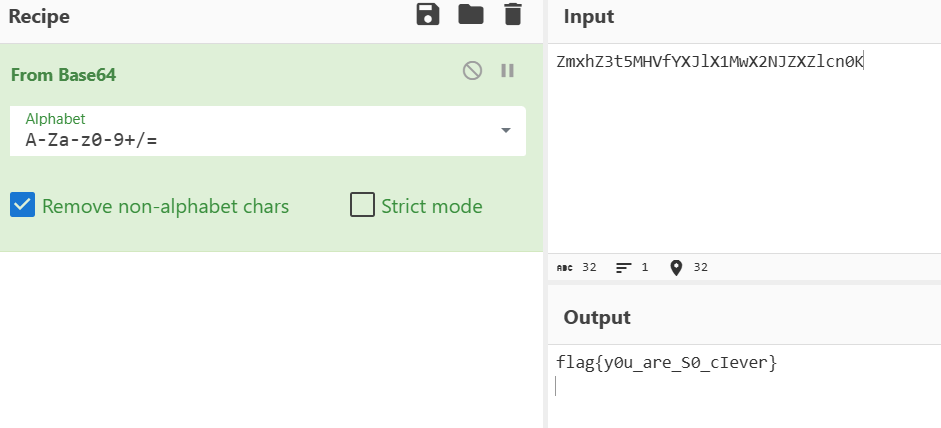 Recipe
From Base64
Alphabet
A-Za-z0-9+/=
Remove non-alphabet chars
Strict mode
Input
ZmxhZ3t5MHVfYXJlX1MwX2NJZXZlcn0K
ABC 32 1 32
Output
flag{y0u_are_S0_cIever}